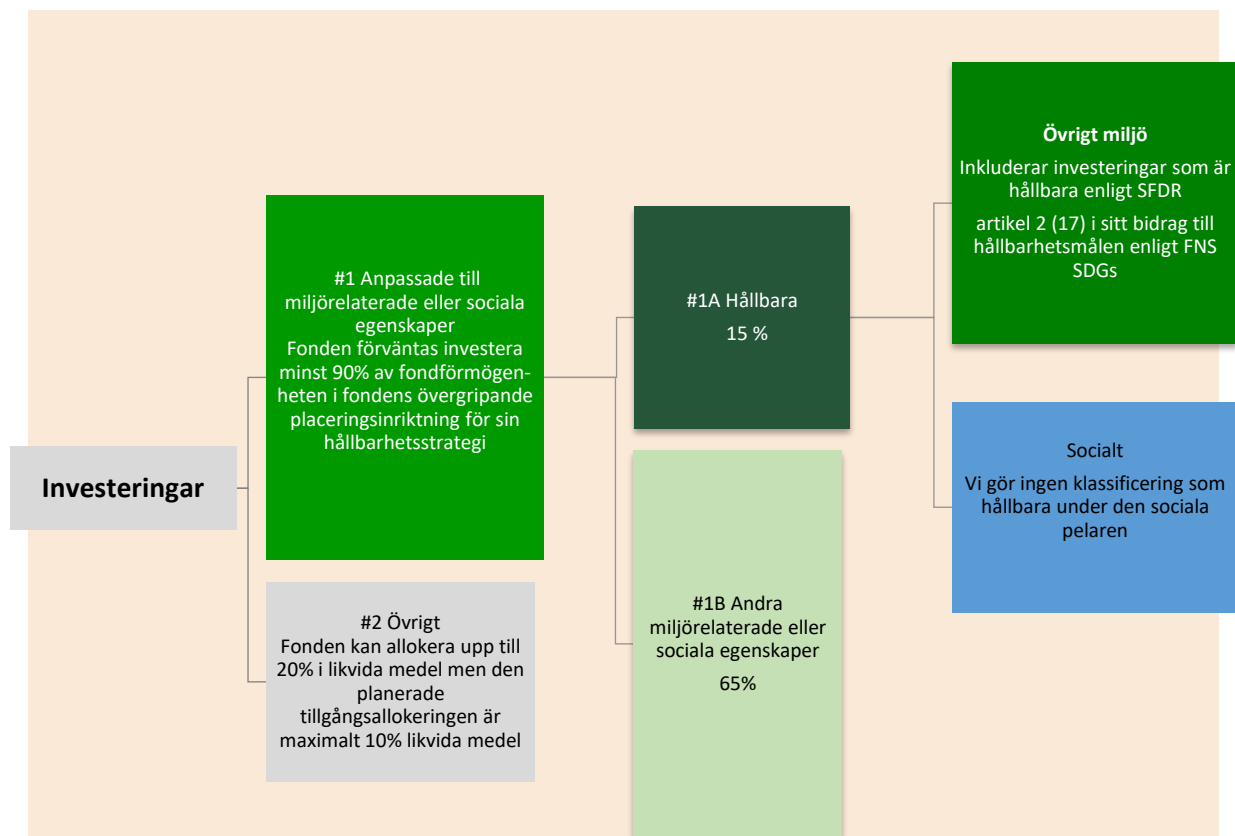 Investeringar
#1 Anpassade till
miljörelaterade eller sociala
egenskaper
Fonden förväntas investera
minst 90% av fondförmögen-
heten i fondens övergripande
placeringsinriktning för sin
hållbarhetsstrategi
#2 Övrigt
Fonden kan allokera upp till
20% i likvida medel men den
planerade
tillgångsallokeringen är
maximalt 10% likvida medel
#1A Hållbara
15 %
#1B Andra
miljörelaterade eller
sociala egenskaper
65%
Övrigt miljö
Inkluderar investeringar som är
hållbara enligt SFDR
artikel 2 (17) i sitt bidrag till
hållbarhetsmålen enligt FNS
SDGs
Socialt
Vi gör ingen klassificering som
hållbara under den sociala
pelaren